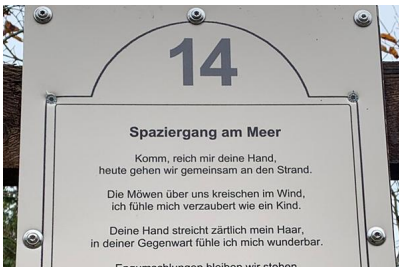 14
Spaziergang am Meer
Komm, reich mir deine Hand,
heute gehen wir gemeinsam an den Strand.
Die Möwen über uns kreischen im Wind,
ich fühle mich verzaubert wie ein Kind.
Deine Hand streicht zärtlich mein Haar,
in deiner Gegenwart fühle ich mich wunderbar.